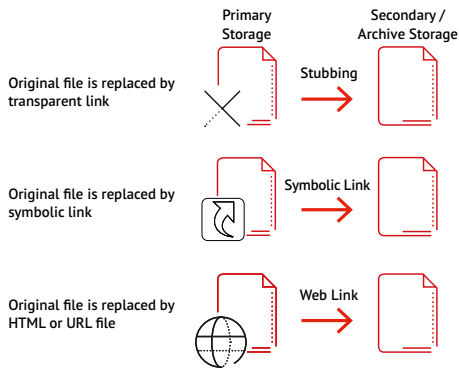 Primary
Storage
Secondary /
Archive Storage
Original file is replaced by
transparent link
Stubbing
Original file is replaced by
symbolic link
Symbolic Link
Original file is replaced by
HTML or URL file
Web Link